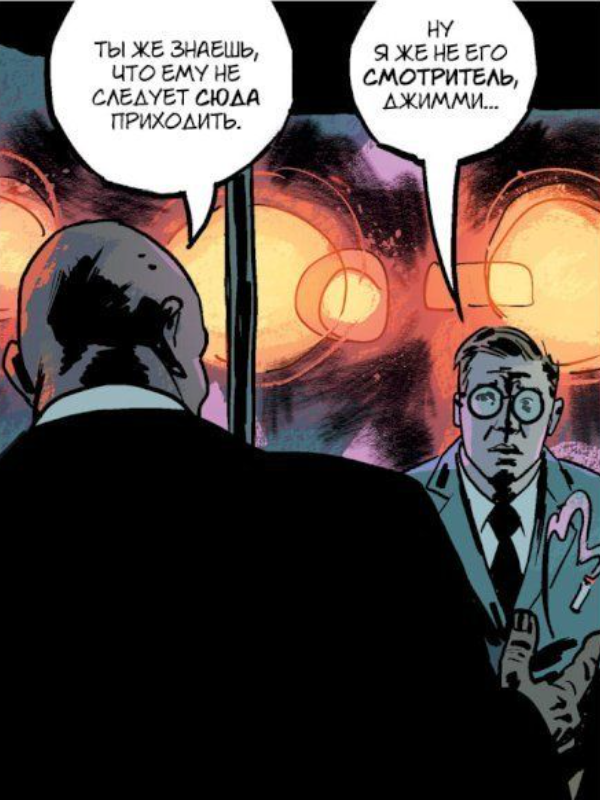 ТЫ ЖЕ ЗНАЕШЬ,
ЧТО ЕМУ НЕ
СЛЕДУЕТ СЮДА
ПРИХОДИТЬ.
НУ
Я ЖЕ НЕ ЕГО
СМОТРИТЕЛЬ,
ДЖИММИ...